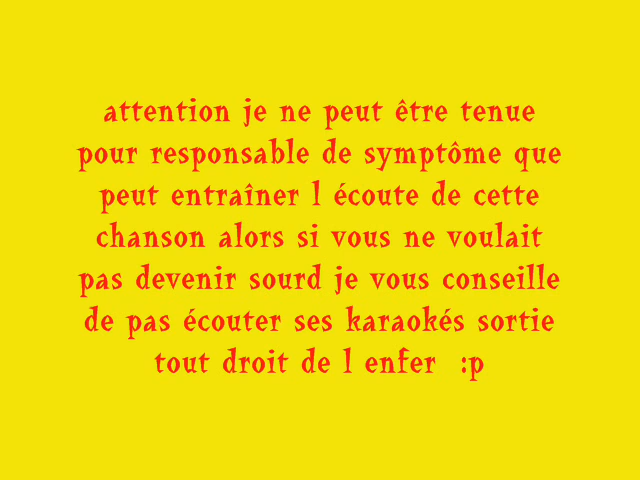 attention je ne peut être tenue
pour responsable de symptôme que
peut entraîner l écoute de cette
chanson alors si vous ne voulait
pas devenir sourd je vous conseille
de pas écouter ses karaokés sortie
tout droit de l enfer :p